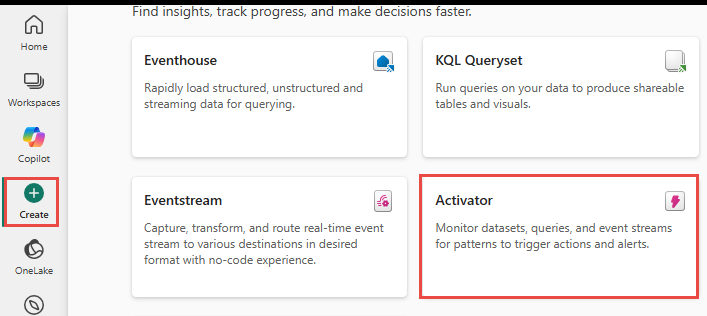 Find insights, track progress, and make decisions faster.
Home
Workspaces
Copilot
Create
OneLake
Eventhouse
Rapidly load structured, unstructured and
streaming data for querying.
KQL Queryset
Run queries on your data to produce shareable
tables and visuals.
Eventstream
Capture, transform, and route real-time event
stream to various destinations in desired
format with no-code experience.
Activator
Monitor datasets, queries, and event streams
for patterns to trigger actions and alerts.